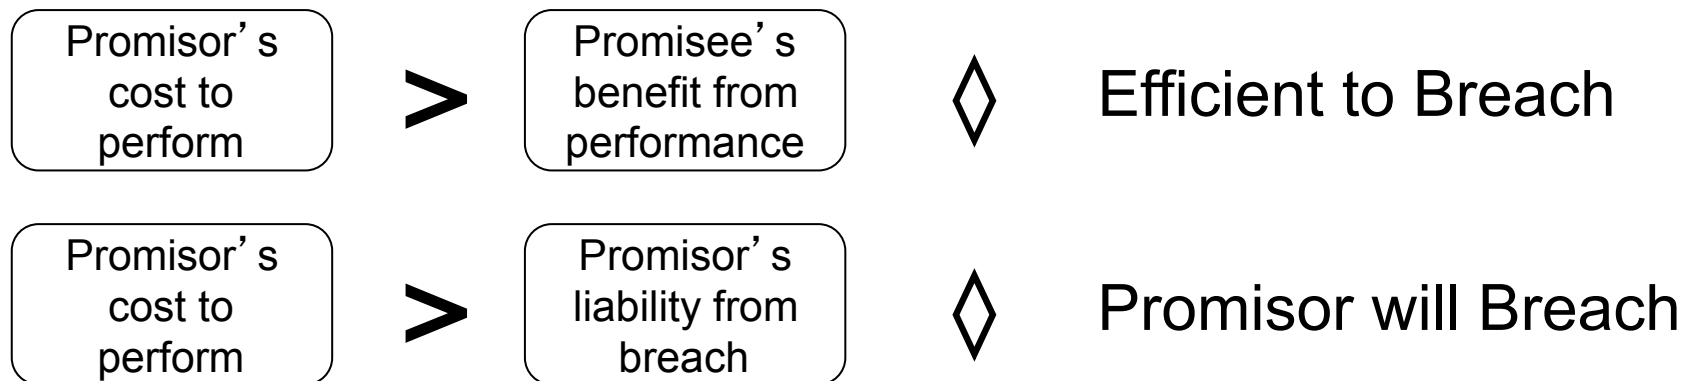 Promisor’s
cost to
perform
>
Promisee’s
benefit from
performance
◊
Efficient to Breach
Promisor’s
cost to
perform
>
Promisor’s
liability from
breach
◊
Promisor will Breach